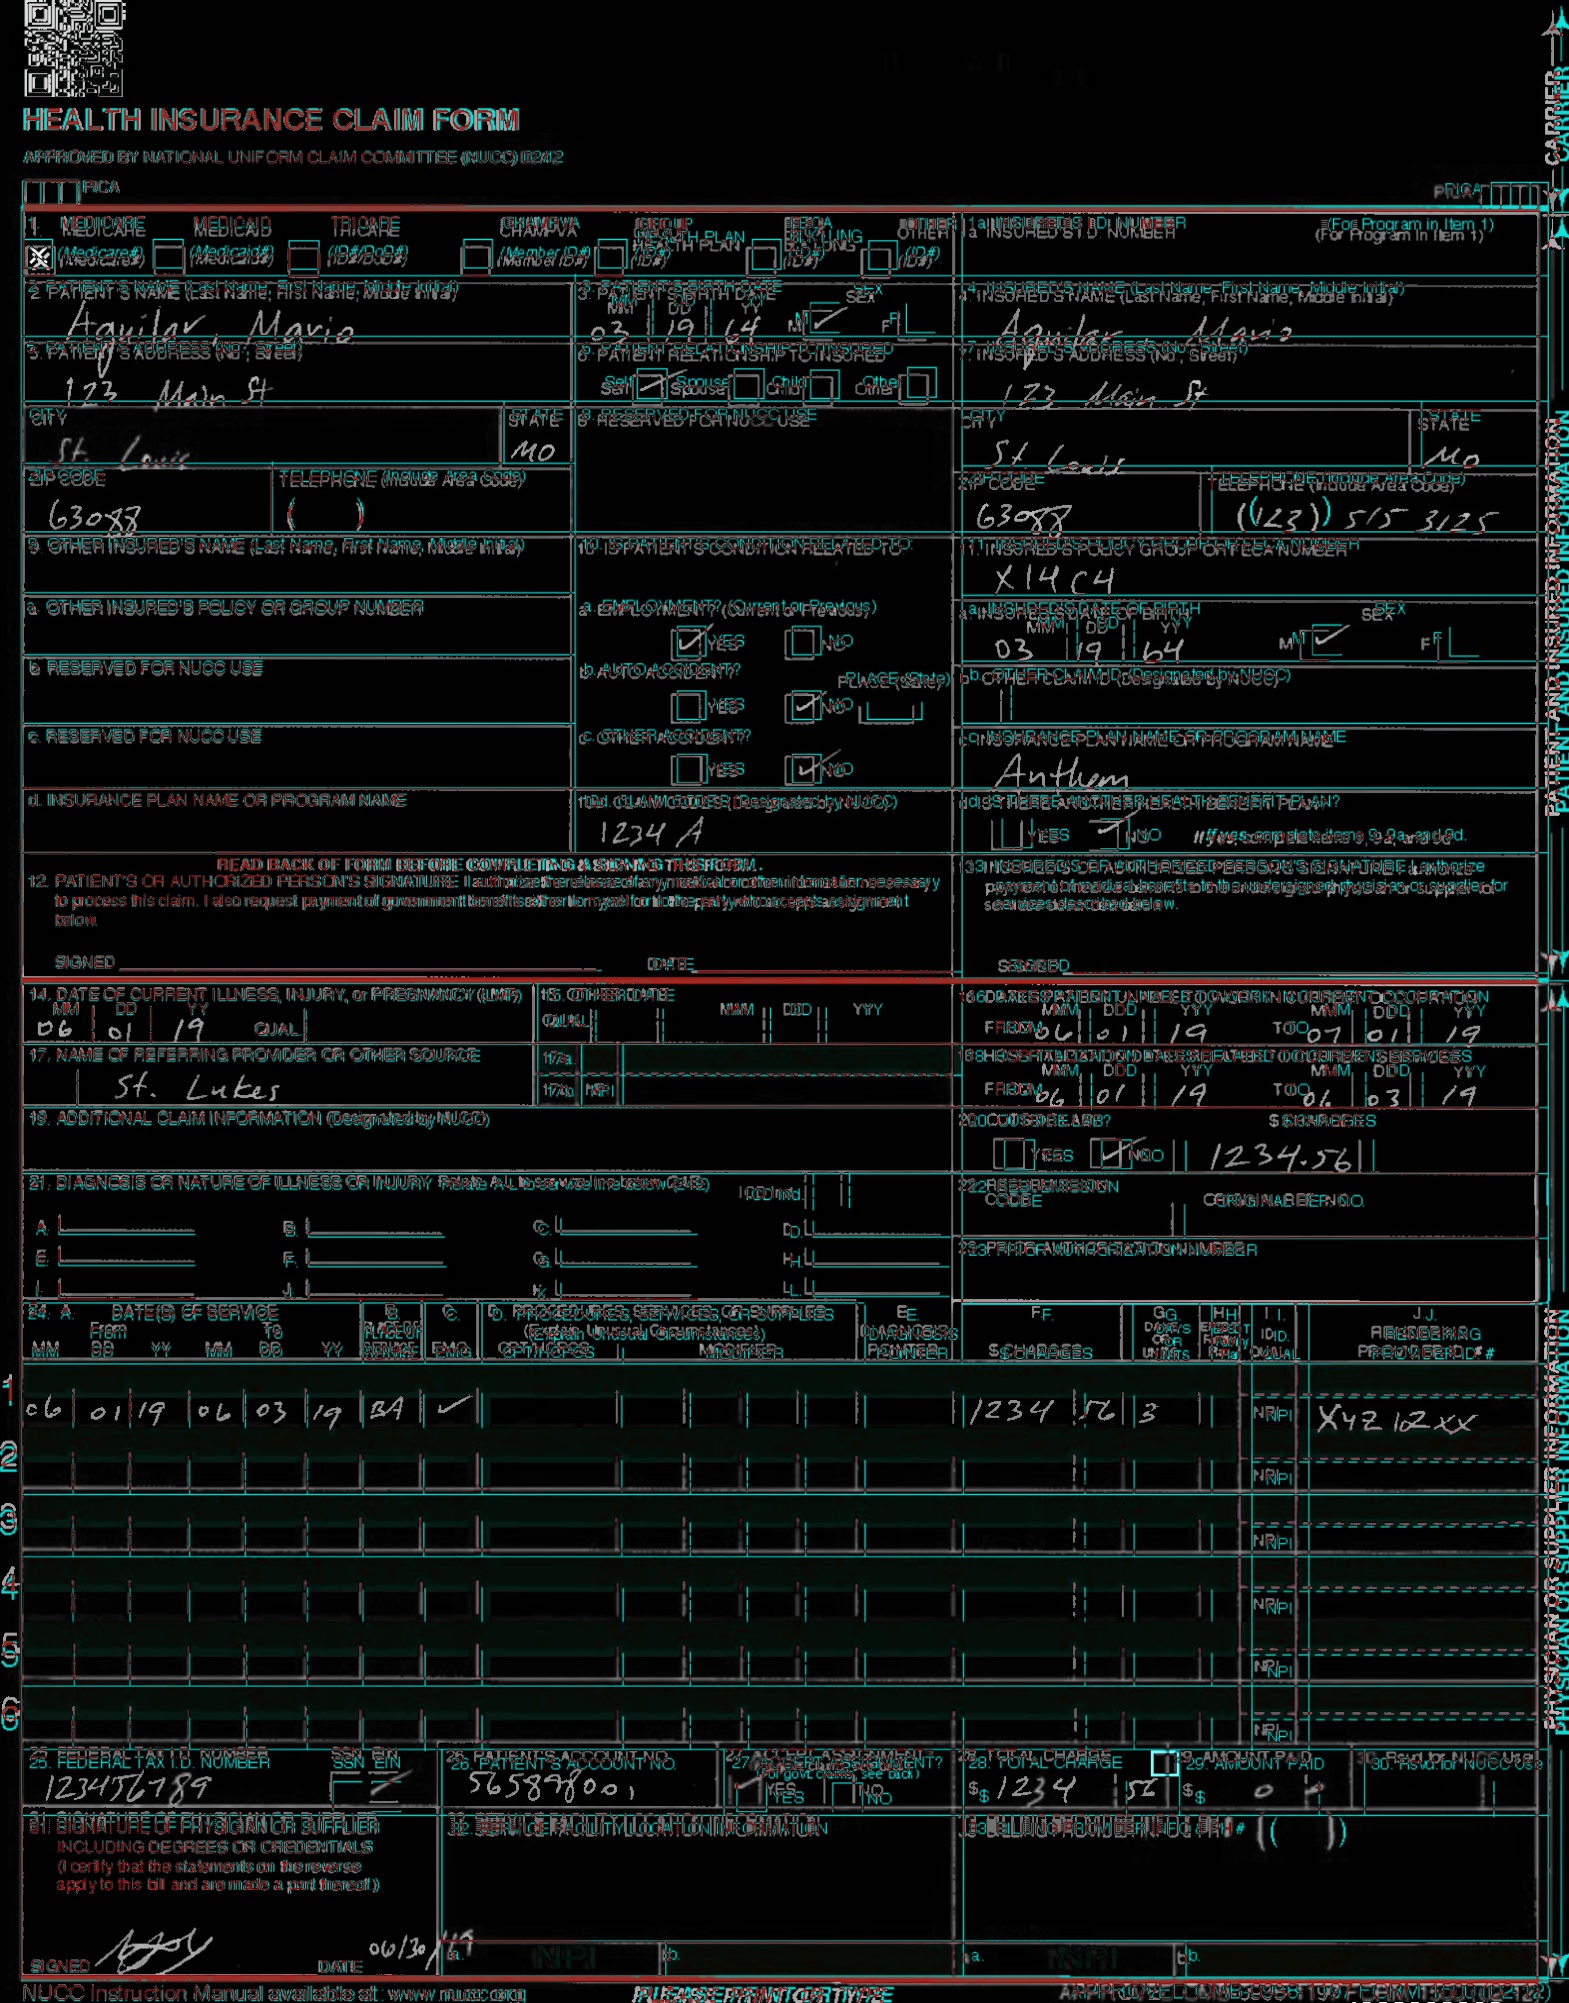 HEALTH INSURANCE CLAIM FORM
APPROVED BY NATIONAL UNIFORM CLAIM COMMITTEE (NUCC) 02/12
PICA PICA
CARRIER
1. MEDICARE MEDICAID TRICARE CHAMPVA GROUP HEALTH PLAN FECA BLK LUNG OTHER
(Medicare#) (Medicaid#) (ID#/DoD#) (Member ID#) (ID#) (ID#) (ID#)
1a. INSURED'S I.D. NUMBER (For Program in Item 1)
2. PATIENT'S NAME (Last Name, First Name, Middle Initial)
Aguilar, Mario
3. PATIENT'S BIRTH DATE SEX
MM DD YY
03 19 64 M F
4. INSURED'S NAME (Last Name, First Name, Middle Initial)
Aguilar, Mario
5. PATIENT'S ADDRESS (No., Street)
123 Main St
6. PATIENT RELATIONSHIP TO INSURED
Self Spouse Child Other
7. INSURED'S ADDRESS (No., Street)
123 Main St
CITY STATE
St. Louis MO
8. RESERVED FOR NUCC USE
CITY STATE
St Louis MO
ZIP CODE TELEPHONE (Include Area Code)
63088 ( )
ZIP CODE TELEPHONE (Include Area Code)
63088 (123) 515 3125
9. OTHER INSURED'S NAME (Last Name, First Name, Middle Initial)
10. IS PATIENT'S CONDITION RELATED TO:
11. INSURED'S POLICY GROUP OR FECA NUMBER
X14C4
a. OTHER INSURED'S POLICY OR GROUP NUMBER
a. EMPLOYMENT? (Current or Previous)
YES NO
a. INSURED'S DATE OF BIRTH SEX
MM DD YY
03 19 64 M F
b. RESERVED FOR NUCC USE
b. AUTO ACCIDENT? PLACE (State)
YES NO
b. OTHER CLAIM ID (Designated by NUCC)
c. RESERVED FOR NUCC USE
c. OTHER ACCIDENT?
YES NO
c. INSURANCE PLAN NAME OR PROGRAM NAME
Anthem
d. INSURANCE PLAN NAME OR PROGRAM NAME
10d. CLAIM CODES (Designated by NUCC)
1234 A
d. IS THERE ANOTHER HEALTH BENEFIT PLAN?
YES NO If yes, complete items 9, 9a, and 9d.
PATIENT AND INSURED INFORMATION
READ BACK OF FORM BEFORE COMPLETING & SIGNING THIS FORM.
12. PATIENT'S OR AUTHORIZED PERSON'S SIGNATURE I authorize the release of any medical or other information necessary
to process this claim. I also request payment of government benefits either to myself or to the party who accepts assignment
below.
SIGNED DATE
13. INSURED'S OR AUTHORIZED PERSON'S SIGNATURE I authorize
payment of medical benefits to the undersigned physician or supplier for
services described below.
SIGNED
14. DATE OF CURRENT ILLNESS, INJURY, or PREGNANCY (LMP)
MM DD YY
06 01 19 QUAL
15. OTHER DATE
QUAL. MM DD YY
16. DATES PATIENT UNABLE TO WORK IN CURRENT OCCUPATION
MM DD YY MM DD YY
FROM 06 01 19 TO 07 01 19
17. NAME OF REFERRING PROVIDER OR OTHER SOURCE
St. Lukes
17a.
17b. NPI
18. HOSPITALIZATION DATES RELATED TO CURRENT SERVICES
MM DD YY MM DD YY
FROM 06 01 19 TO 06 03 19
19. ADDITIONAL CLAIM INFORMATION (Designated by NUCC)
20. OUTSIDE LAB? $ CHARGES
YES NO 1234.56
21. DIAGNOSIS OR NATURE OF ILLNESS OR INJURY Relate A-L to service line below (24E) ICD Ind.
A. B. C. D.
E. F. G. H.
I. J. K. L.
22. RESUBMISSION CODE ORIGINAL REF. NO.
23. PRIOR AUTHORIZATION NUMBER
24. A. DATE(S) OF SERVICE B. C. D. PROCEDURES, SERVICES, OR SUPPLIES E. F. G. H. I. J.
From To PLACE OF SERVICE (Explain Unusual Circumstances) DIAGNOSIS POINTER DAYS OR UNITS ID. QUAL. RENDERING PROVIDER ID. #
MM DD YY MM DD YY EMG CPT/HCPCS MODIFIER $ CHARGES
1 06 01 19 06 03 19 BA 1234 56 3 NPI XYZ12XX
2 NPI
3 NPI
4 NPI
5 NPI
6 NPI
PHYSICIAN OR SUPPLIER INFORMATION
25. FEDERAL TAX I.D. NUMBER SSN EIN
123456789
26. PATIENT'S ACCOUNT NO.
27. ACCEPT ASSIGNMENT?
(For govt. claims, see back)
YES NO
28. TOTAL CHARGE
$ 1234 56
29. AMOUNT PAID
$ 0
30. Rsvd for NUCC Use
31. SIGNATURE OF PHYSICIAN OR SUPPLIER
INCLUDING DEGREES OR CREDENTIALS
(I certify that the statements on the reverse
apply to this bill and are made a part thereof.)
SIGNED DATE 06/30/19
32. SERVICE FACILITY LOCATION INFORMATION
a. NPI b.
33. BILLING PROVIDER INFO & PH # ( )
a. NPI b.
NUCC Instruction Manual available at: www.nucc.org
PLEASE PRINT OR TYPE